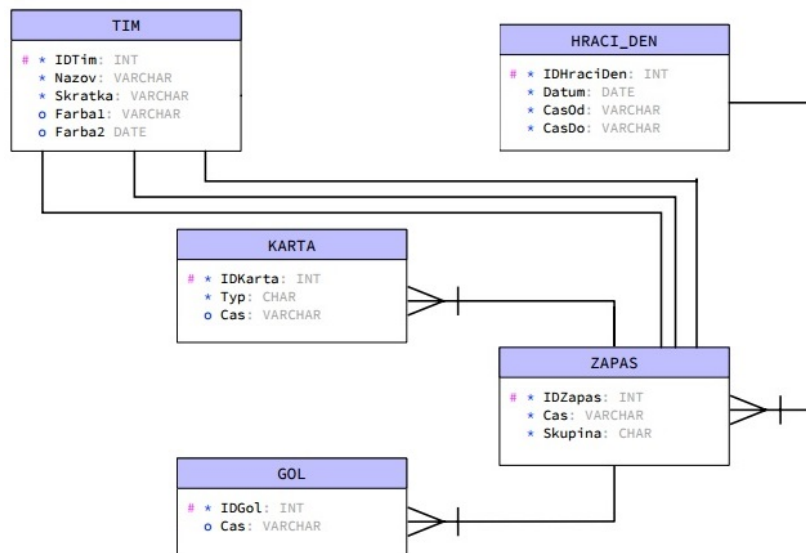 TIM
# * IDTim: INT
* Nazov: VARCHAR
* Skratka: VARCHAR
o Farba1: VARCHAR
o Farba2 DATE
HRACI_DEN
# * IDHraciDen: INT
* Datum: DATE
* CasOd: VARCHAR
* CasDo: VARCHAR
KARTA
# * IDKarta: INT
* Typ: CHAR
o Cas: VARCHAR
ZAPAS
# * IDZapas: INT
* Cas: VARCHAR
* Skupina: CHAR
GOL
# * IDGol: INT
o Cas: VARCHAR